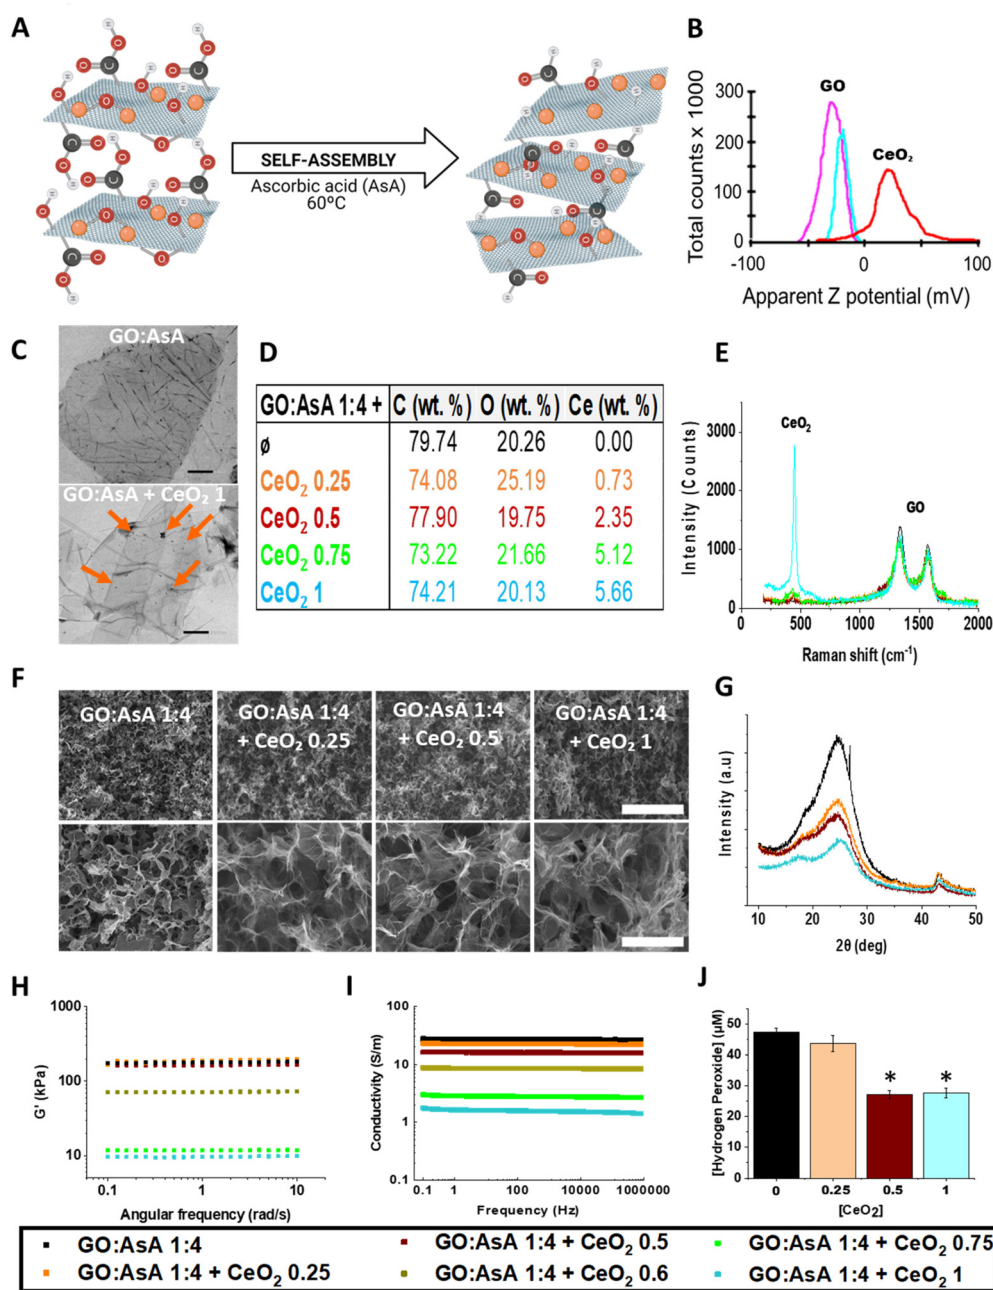 A
C
O
H
SELF-ASSEMBLY
Ascorbic acid (AsA)
60ºC
B
Total counts x 1000
300
200
100
0
-100
0
100
GO
CeO₂
Apparent Z potential (mV)
C
GO:AsA
GO:AsA + CeO₂ 1
D
GO:AsA 1:4 + C (wt. %) O (wt. %) Ce (wt. %)
ø 79.74 20.26 0.00
CeO₂ 0.25 74.08 25.19 0.73
CeO₂ 0.5 77.90 19.75 2.35
CeO₂ 0.75 73.22 21.66 5.12
CeO₂ 1 74.21 20.13 5.66
E
Intensity (Counts)
3000
2000
1000
0
0 500 1000 1500 2000
CeO₂
GO
Raman shift (cm⁻¹)
F
GO:AsA 1:4
GO:AsA 1:4
+ CeO₂ 0.25
GO:AsA 1:4
+ CeO₂ 0.5
GO:AsA 1:4
+ CeO₂ 1
G
Intensity (a.u)
10 20 30 40 50
2θ (deg)
H
G' (kPa)
1000
100
10
0.1 1 10
Angular frequency (rad/s)
I
Conductivity (S/m)
100
10
1
0.1
0.1 1 100 10000 1000000
Frequency (Hz)
J
[Hydrogen Peroxide] (µM)
50
40
30
20
10
0
* *
0 0.25 0.5 1
[CeO₂]
GO:AsA 1:4
GO:AsA 1:4 + CeO₂ 0.5
GO:AsA 1:4 + CeO₂ 0.75
GO:AsA 1:4 + CeO₂ 0.25
GO:AsA 1:4 + CeO₂ 0.6
GO:AsA 1:4 + CeO₂ 1